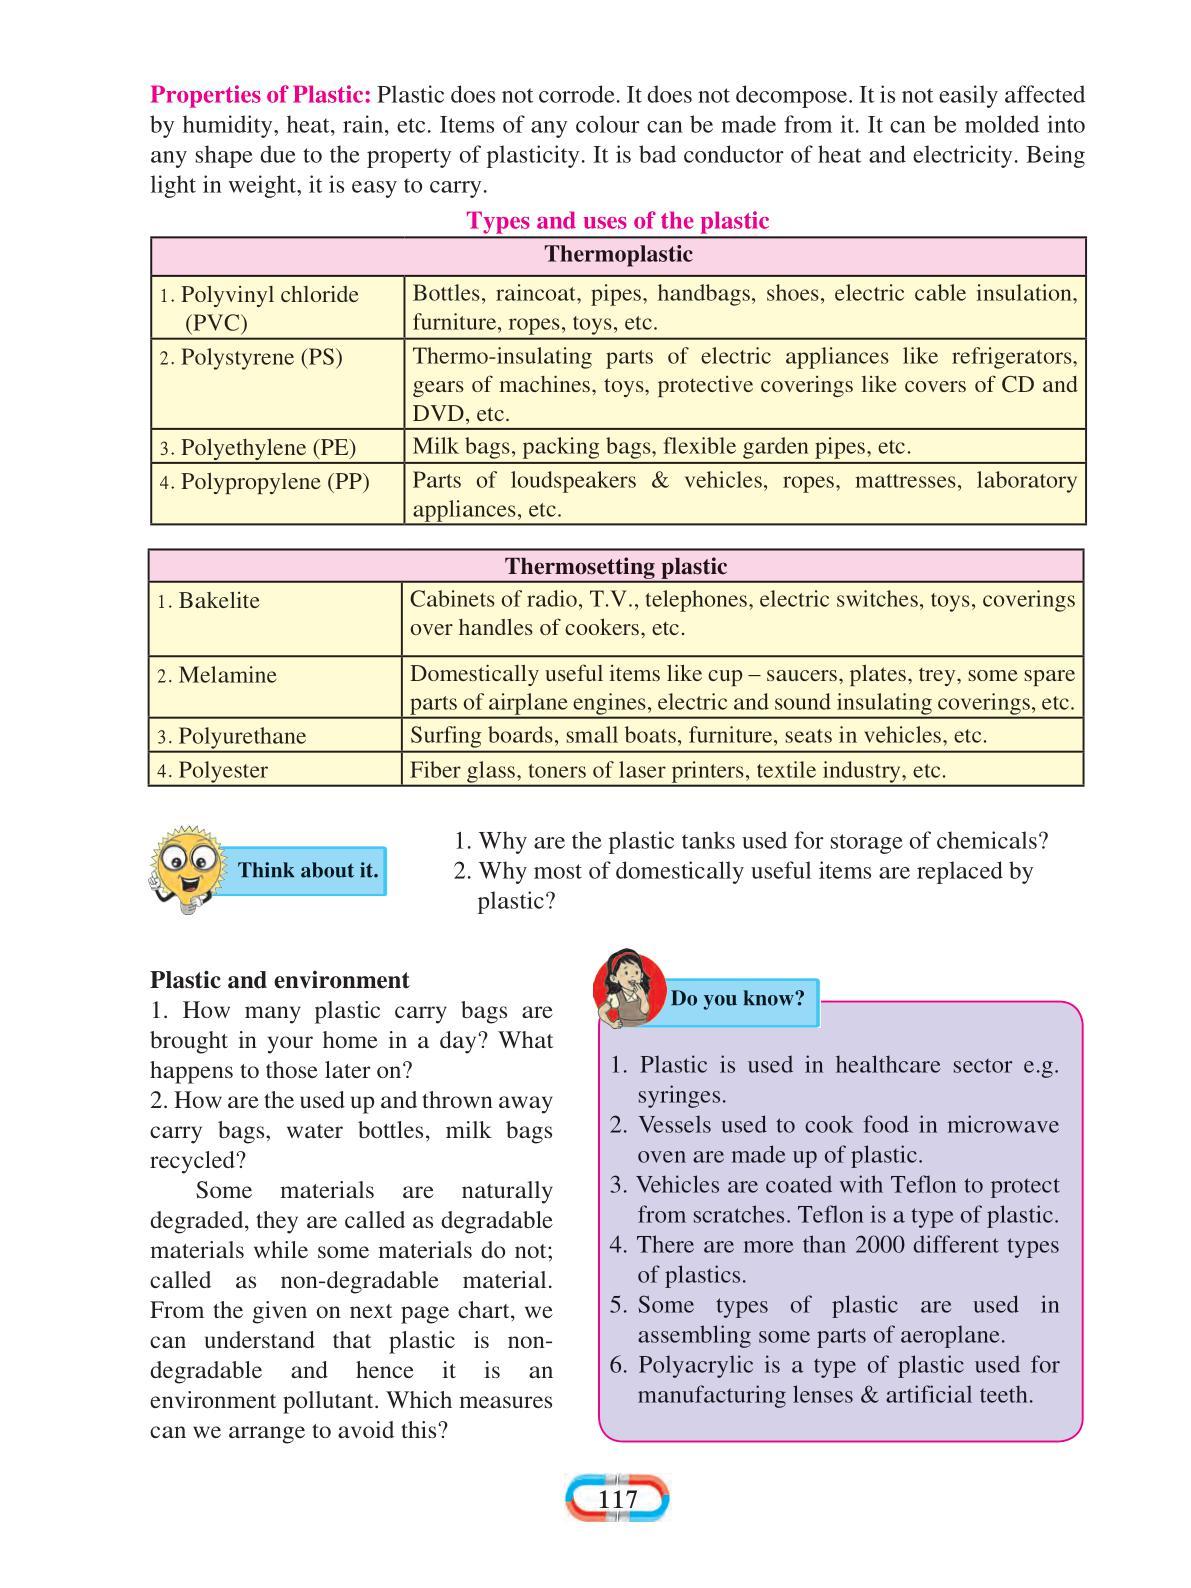 Properties of Plastic: Plastic does not corrode. It does not decompose. It is not easily affected
by humidity, heat, rain, etc. Items of any colour can be made from it. It can be molded into
any shape due to the property of plasticity. It is bad conductor of heat and electricity. Being
light in weight, it is easy to carry.
Types and uses of the plastic
Thermoplastic
1. Polyvinyl chloride
(PVC)
Bottles, raincoat, pipes, handbags, shoes, electric cable insulation,
furniture, ropes, toys, etc.
2. Polystyrene (PS)
Thermo-insulating parts of electric appliances like refrigerators,
gears of machines, toys, protective coverings like covers of CD and
DVD, etc.
3. Polyethylene (PE)
Milk bags, packing bags, flexible garden pipes, etc.
4. Polypropylene (PP)
Parts of loudspeakers & vehicles, ropes, mattresses, laboratory
appliances, etc.
Thermosetting plastic
1. Bakelite
Cabinets of radio, T.V., telephones, electric switches, toys, coverings
over handles of cookers, etc.
2. Melamine
Domestically useful items like cup – saucers, plates, trey, some spare
parts of airplane engines, electric and sound insulating coverings, etc.
3. Polyurethane
Surfing boards, small boats, furniture, seats in vehicles, etc.
4. Polyester
Fiber glass, toners of laser printers, textile industry, etc.
Think about it.
1. Why are the plastic tanks used for storage of chemicals?
2. Why most of domestically useful items are replaced by
plastic?
Plastic and environment
1. How many plastic carry bags are
brought in your home in a day? What
happens to those later on?
2. How are the used up and thrown away
carry bags, water bottles, milk bags
recycled?
Some materials are naturally
degraded, they are called as degradable
materials while some materials do not;
called as non-degradable material.
From the given on next page chart, we
can understand that plastic is non-
degradable and hence it is an
environment pollutant. Which measures
can we arrange to avoid this?
Do you know?
1. Plastic is used in healthcare sector e.g.
syringes.
2. Vessels used to cook food in microwave
oven are made up of plastic.
3. Vehicles are coated with Teflon to protect
from scratches. Teflon is a type of plastic.
4. There are more than 2000 different types
of plastics.
5. Some types of plastic are used in
assembling some parts of aeroplane.
6. Polyacrylic is a type of plastic used for
manufacturing lenses & artificial teeth.
117